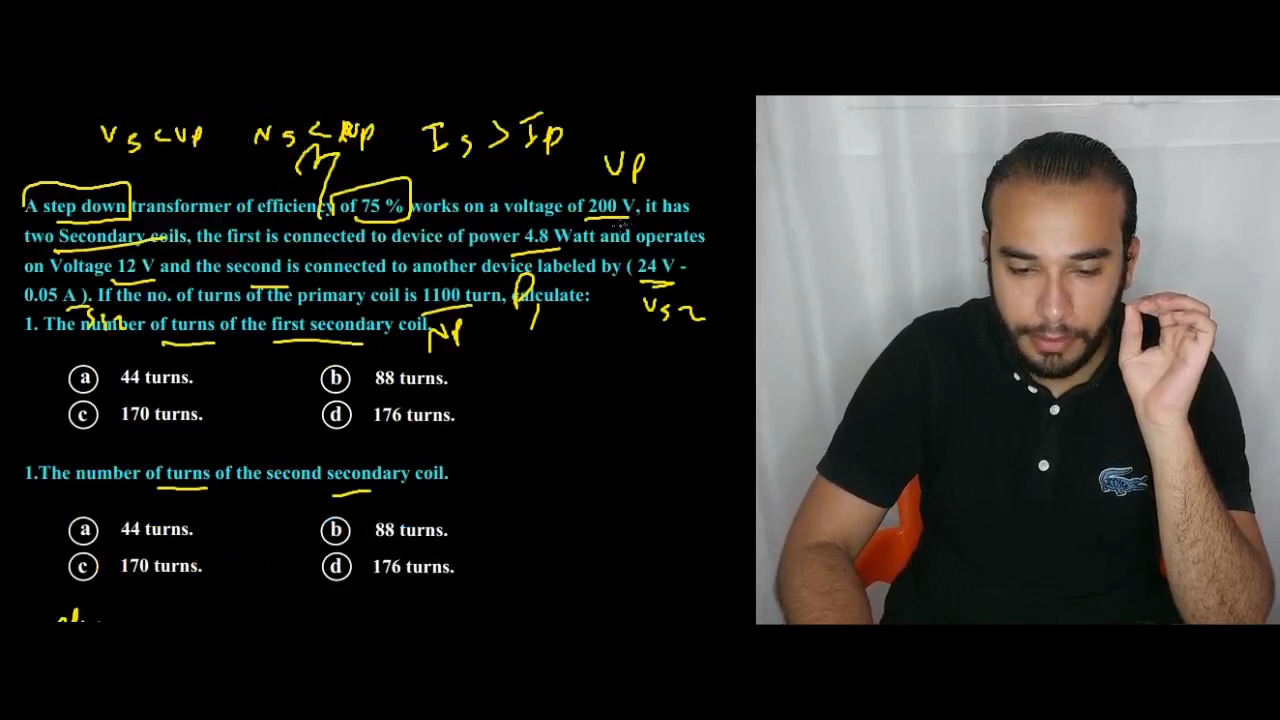 Vs < Vp Ns < Np Is > Ip
Vp
A step down transformer of efficiency of 75 % works on a voltage of 200 V, it has
two Secondary coils, the first is connected to device of power 4.8 Watt and operates
on Voltage 12 V and the second is connected to another device labeled by ( 24 V -
0.05 A ). If the no. of turns of the primary coil is 1100 turn, calculate:
Vs2
1. The number of turns of the first secondary coil.
Np
a 44 turns. b 88 turns.
c 170 turns. d 176 turns.
1.The number of turns of the second secondary coil.
a 44 turns. b 88 turns.
c 170 turns. d 176 turns.